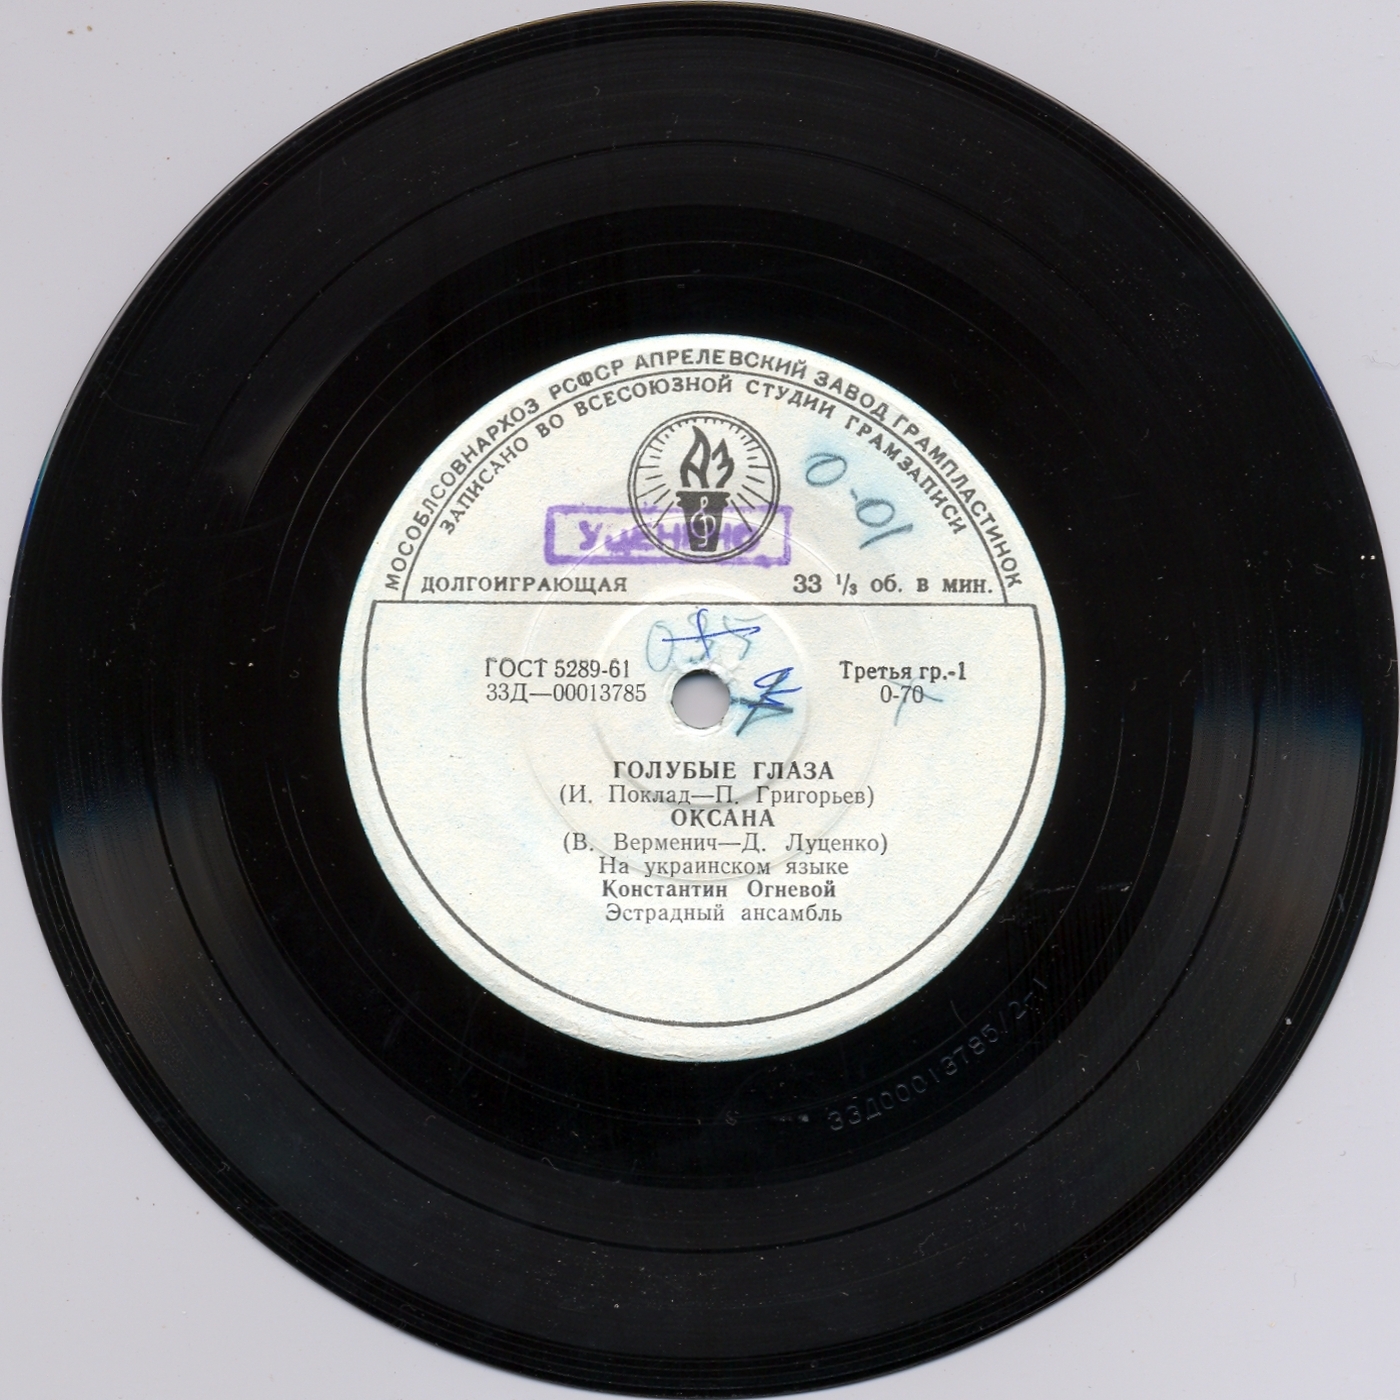 МОСОБЛСОВНАРХОЗ РСФСР АПРЕЛЕВСКИЙ ЗАВОД ГРАМПЛАСТИНОК
ЗАПИСАНО ВО ВСЕСОЮЗНОЙ СТУДИИ ГРАМЗАПИСИ
АЗ
0-01
Уценено
ДОЛГОИГРАЮЩАЯ 33 ⅓ об. в мин.
ГОСТ 5289-61 Третья гр.-1
33Д—00013785 0-70
ГОЛУБЫЕ ГЛАЗА
(И. Поклад—П. Григорьев)
ОКСАНА
(В. Верменич—Д. Луценко)
На украинском языке
Константин Огневой
Эстрадный ансамбль
33Д00013785/2-1